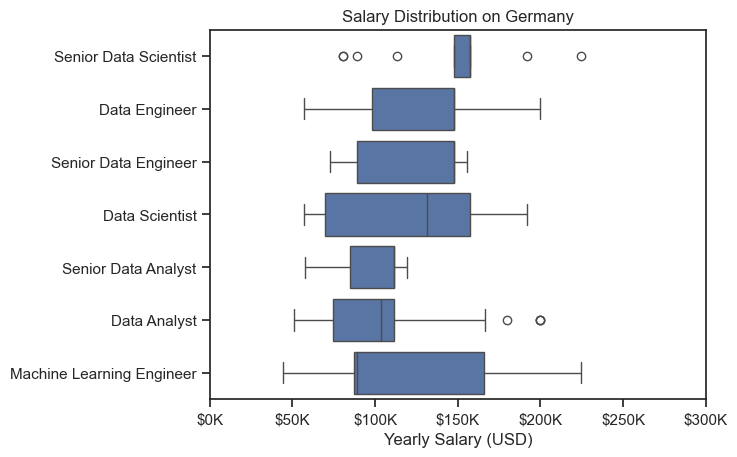 Salary Distribution on Germany
Senior Data Scientist
Data Engineer
Senior Data Engineer
Data Scientist
Senior Data Analyst
Data Analyst
Machine Learning Engineer
$0K $50K $100K $150K $200K $250K $300K
Yearly Salary (USD)